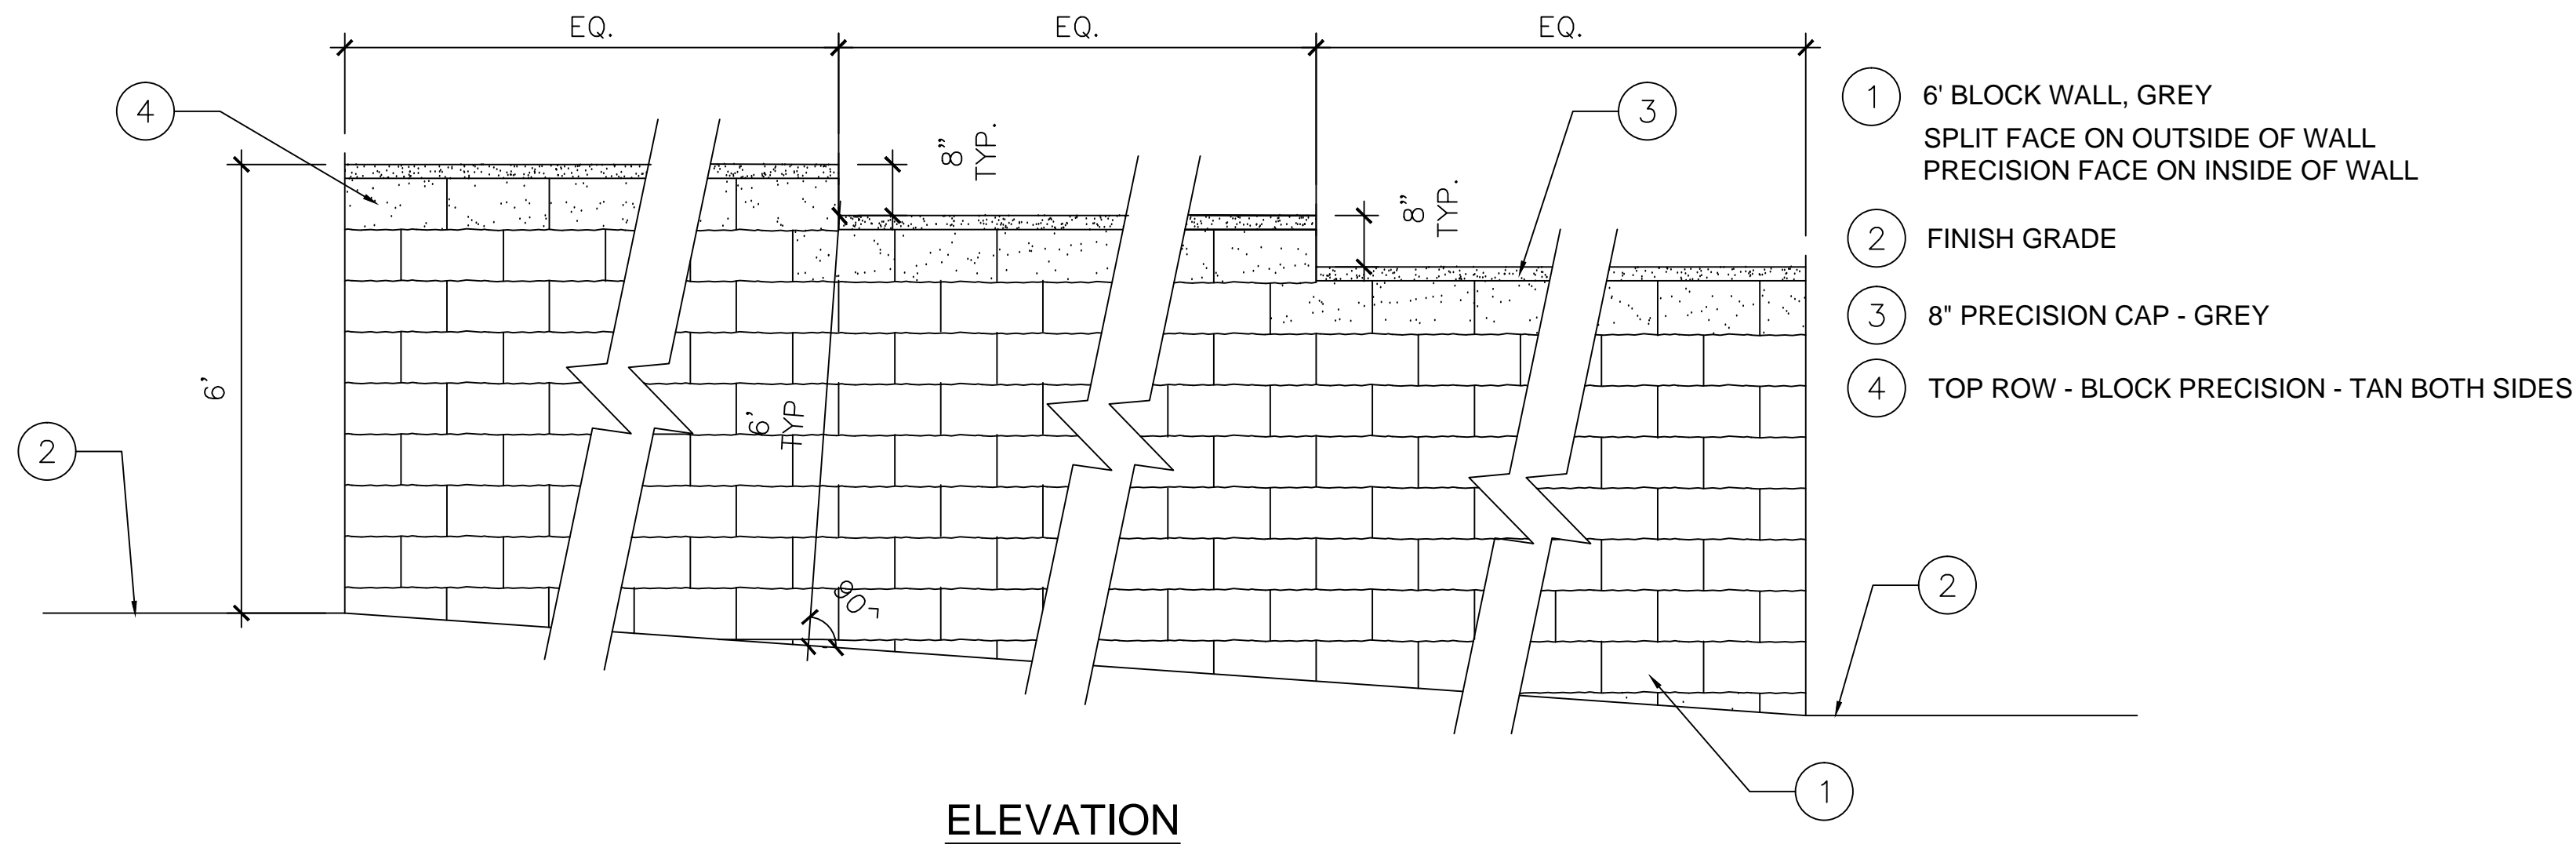 EQ.
EQ.
EQ.
4
3
8"
TYP.
8"
TYP.
6'
6'
TYP
2
2
1
1 6' BLOCK WALL, GREY
SPLIT FACE ON OUTSIDE OF WALL
PRECISION FACE ON INSIDE OF WALL
2 FINISH GRADE
3 8" PRECISION CAP - GREY
4 TOP ROW - BLOCK PRECISION - TAN BOTH SIDES
ELEVATION